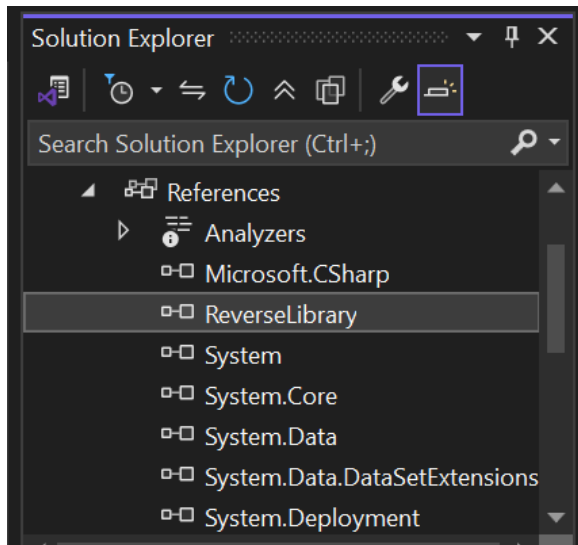 Solution Explorer
Search Solution Explorer (Ctrl+;)
References
Analyzers
Microsoft.CSharp
ReverseLibrary
System
System.Core
System.Data
System.Data.DataSetExtensions
System.Deployment